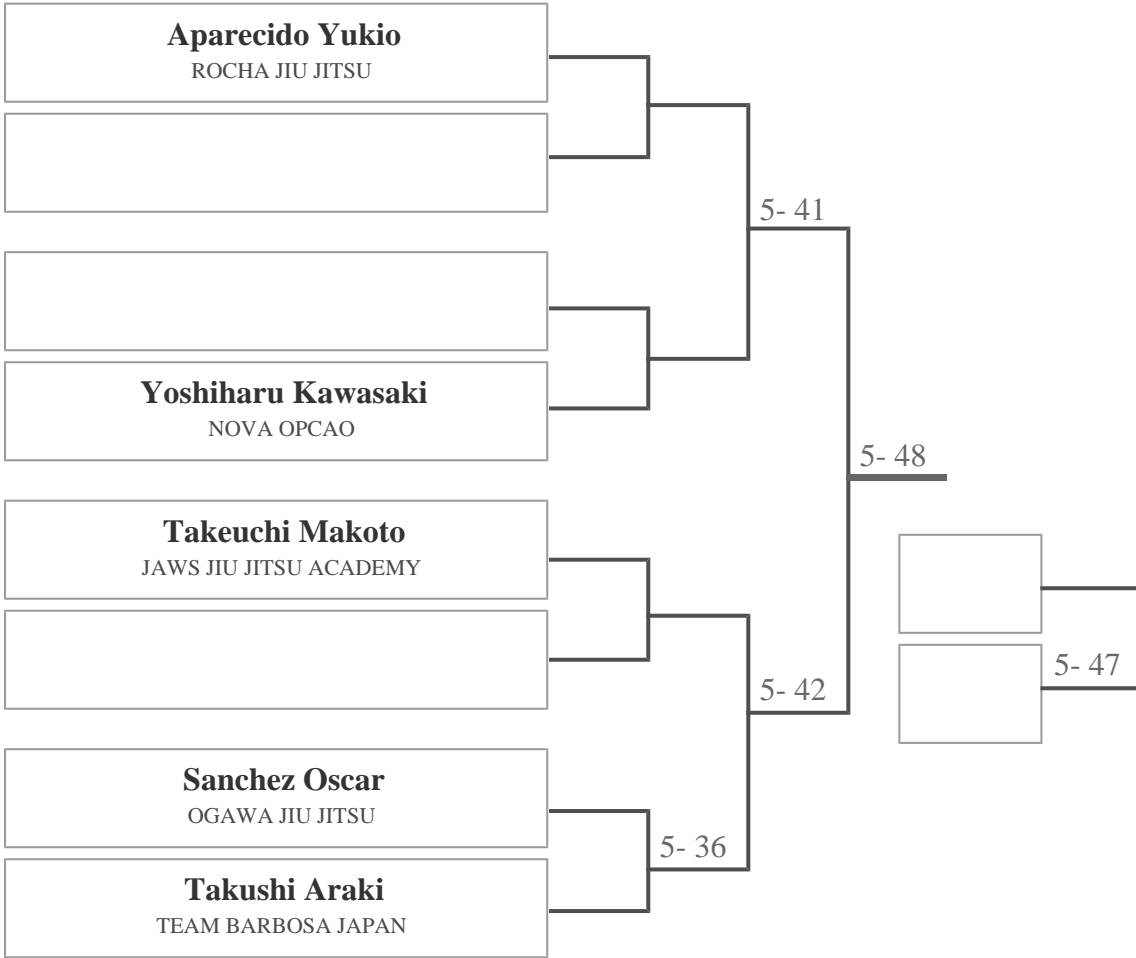 Aparecido Yukio
ROCHA JIU JITSU
5- 41
Yoshiharu Kawasaki
NOVA OPCAO
5- 48
Takeuchi Makoto
JAWS JIU JITSU ACADEMY
5- 47
5- 42
Sanchez Oscar
OGAWA JIU JITSU
5- 36
Takushi Araki
TEAM BARBOSA JAPAN